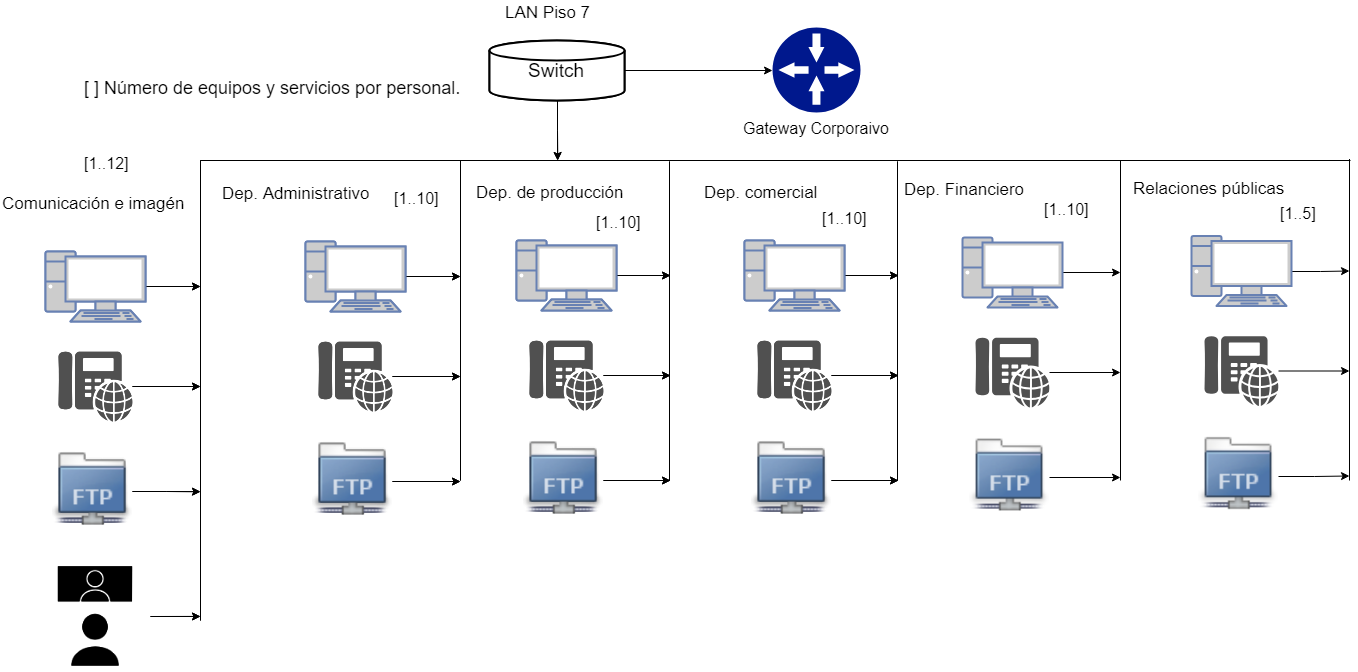 LAN Piso 7
Switch
[ ] Número de equipos y servicios por personal.
Gateway Corporaivo
[1..12]
Comunicación e imagén
Dep. Administrativo
[1..10]
Dep. de producción
[1..10]
Dep. comercial
[1..10]
Dep. Financiero
[1..10]
Relaciones públicas
[1..5]
FTP
FTP
FTP
FTP
FTP
FTP